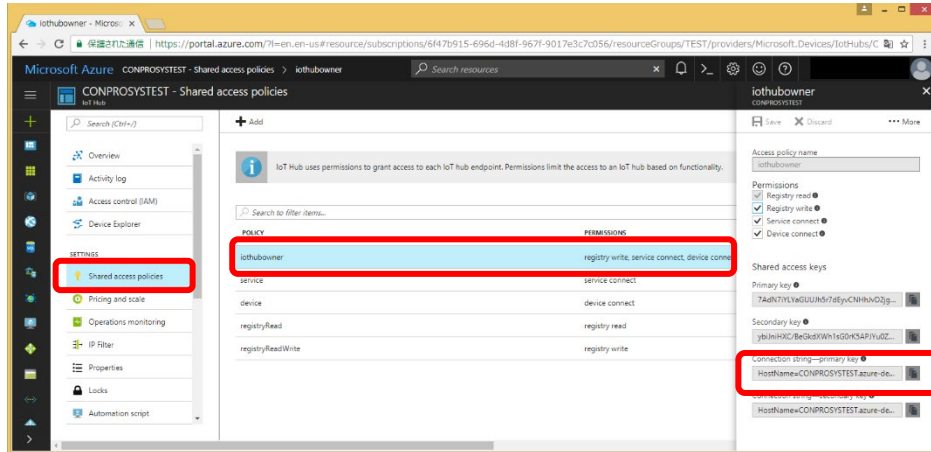 iothubowner - Microso
保護された通信 | https://portal.azure.com/?l=en.en-us#resource/subscriptions/6f47b915-696d-4d8f-967f-9017e3c7c056/resourceGroups/TEST/providers/Microsoft.Devices/IotHubs/C
Microsoft Azure CONPROSYSTEST - Shared access policies > iothubowner
Search resources
CONPROSYSTEST - Shared access policies
IoT Hub
Search (Ctrl+/)
Overview
Activity log
Access control (IAM)
Device Explorer
SETTINGS
Shared access policies
Pricing and scale
Operations monitoring
IP Filter
Properties
Locks
Automation script
Add
IoT Hub uses permissions to grant access to each IoT hub endpoint. Permissions limit the access to an IoT hub based on functionality.
Search to filter items...
POLICY PERMISSIONS
iothubowner registry write, service connect, device conne
service service connect
device device connect
registryRead registry read
registryReadWrite registry write
iothubowner
CONPROSYSTEST
Save Discard ••• More
Access policy name
iothubowner
Permissions
Registry read
Registry write
Service connect
Device connect
Shared access keys
Primary key
Secondary key
Connection string—primary key
HostName=CONPROSYSTEST.azure-de...
Connection string—secondary key
HostName=CONPROSYSTEST.azure-de...